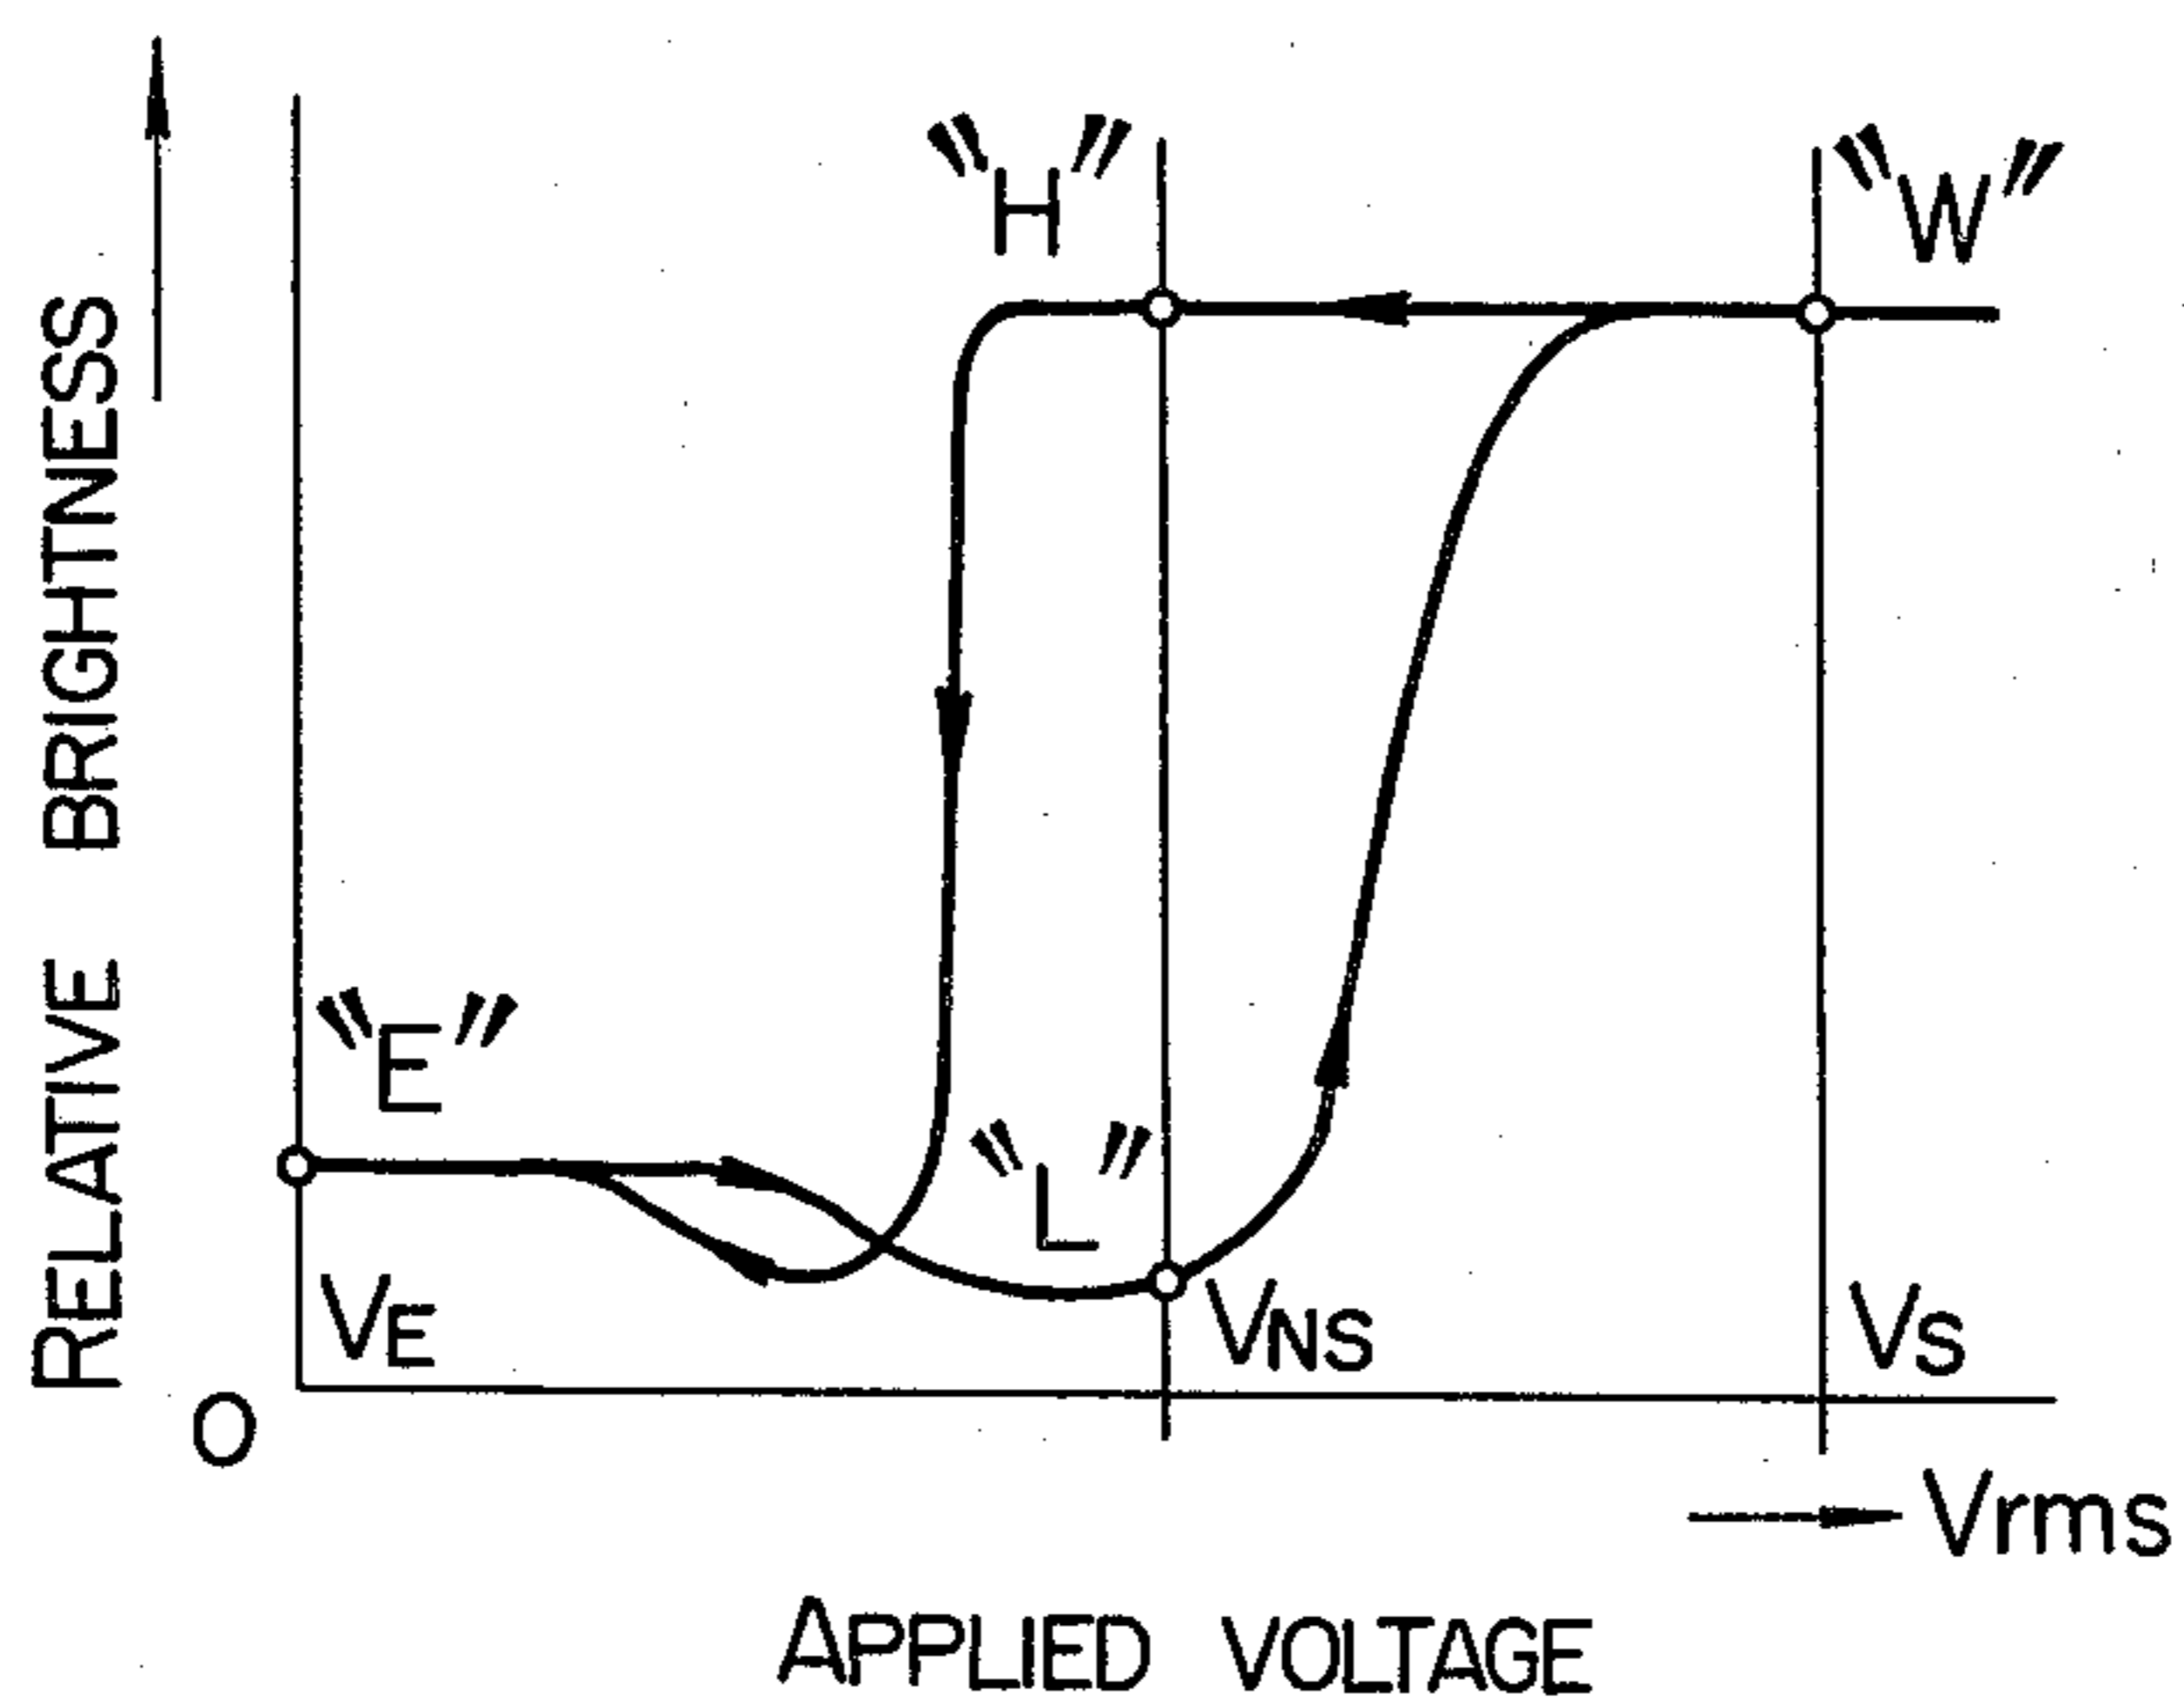 RELATIVE BRIGHTNESS
"H"
"W"
"E"
"L"
VE
VNS
VS
O
Vrms
APPLIED VOLTAGE